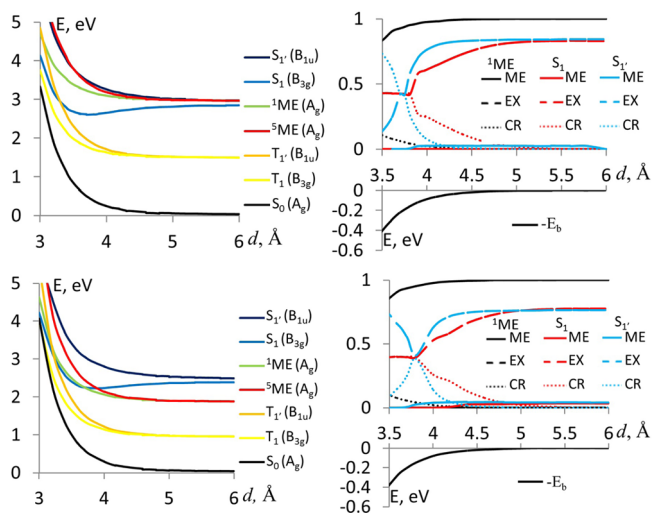 E, eV
5
4
3
2
1
0
3 4 5 6 d, Å
S1' (B1u)
S1 (B3g)
1ME (Ag)
5ME (Ag)
T1' (B1u)
T1 (B3g)
S0 (Ag)
1
0.5
0
3.5 4 4.5 5 5.5 6 d, Å
1ME S1 S1'
ME ME ME
EX EX EX
CR CR CR
0
-0.2
-0.4
-0.6
E, eV
-Eb
E, eV
5
4
3
2
1
0
3 4 5 6 d, Å
S1' (B1u)
S1 (B3g)
1ME (Ag)
5ME (Ag)
T1' (B1u)
T1 (B3g)
S0 (Ag)
1
0.5
0
3.5 4 4.5 5 5.5 6
1ME S1 S1'
ME ME ME
EX EX EX
CR CR CR
d, Å
0
-0.2
-0.4
-0.6
E, eV
-Eb